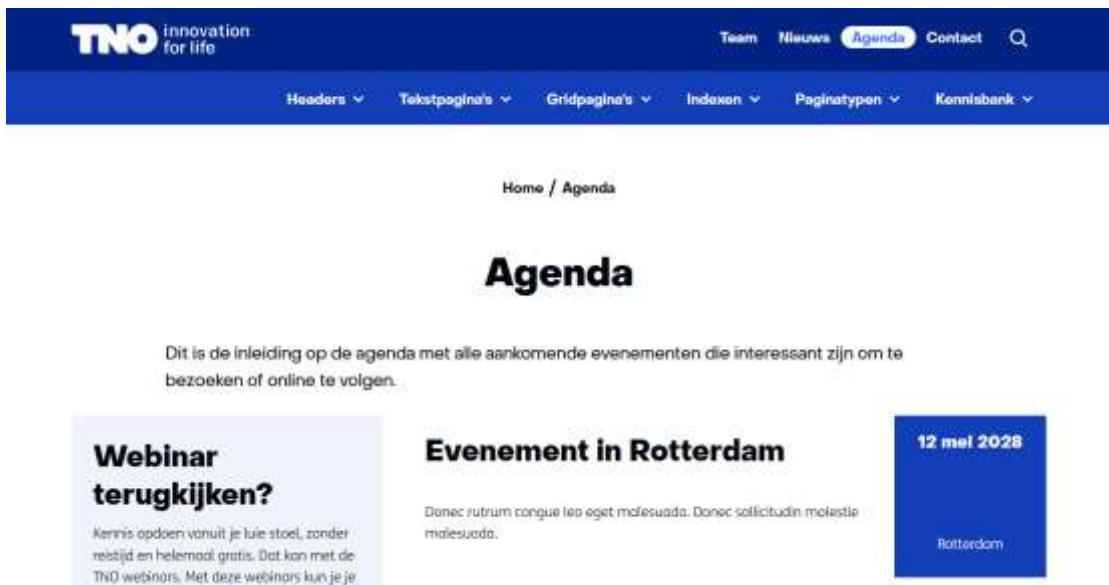 TNO innovation
for life
Team Nieuws Agenda Contact
Headers Tekstpagina's Gridpagina's Indexen Paginatypen Kennisbank
Home / Agenda
Agenda
Dit is de inleiding op de agenda met alle aankomende evenementen die interessant zijn om te
bezoeken of online te volgen.
Webinar
terugkijken?
Kennis opdoen vanuit je luie stoel, zonder
reistijd en helemaal gratis. Dat kan met de
TNO webinars. Met deze webinars kun je je
Evenement in Rotterdam
Donec rutrum congue leo eget malesuada. Donec sollicitudin molestie
malesuada.
12 mei 2028
Rotterdam